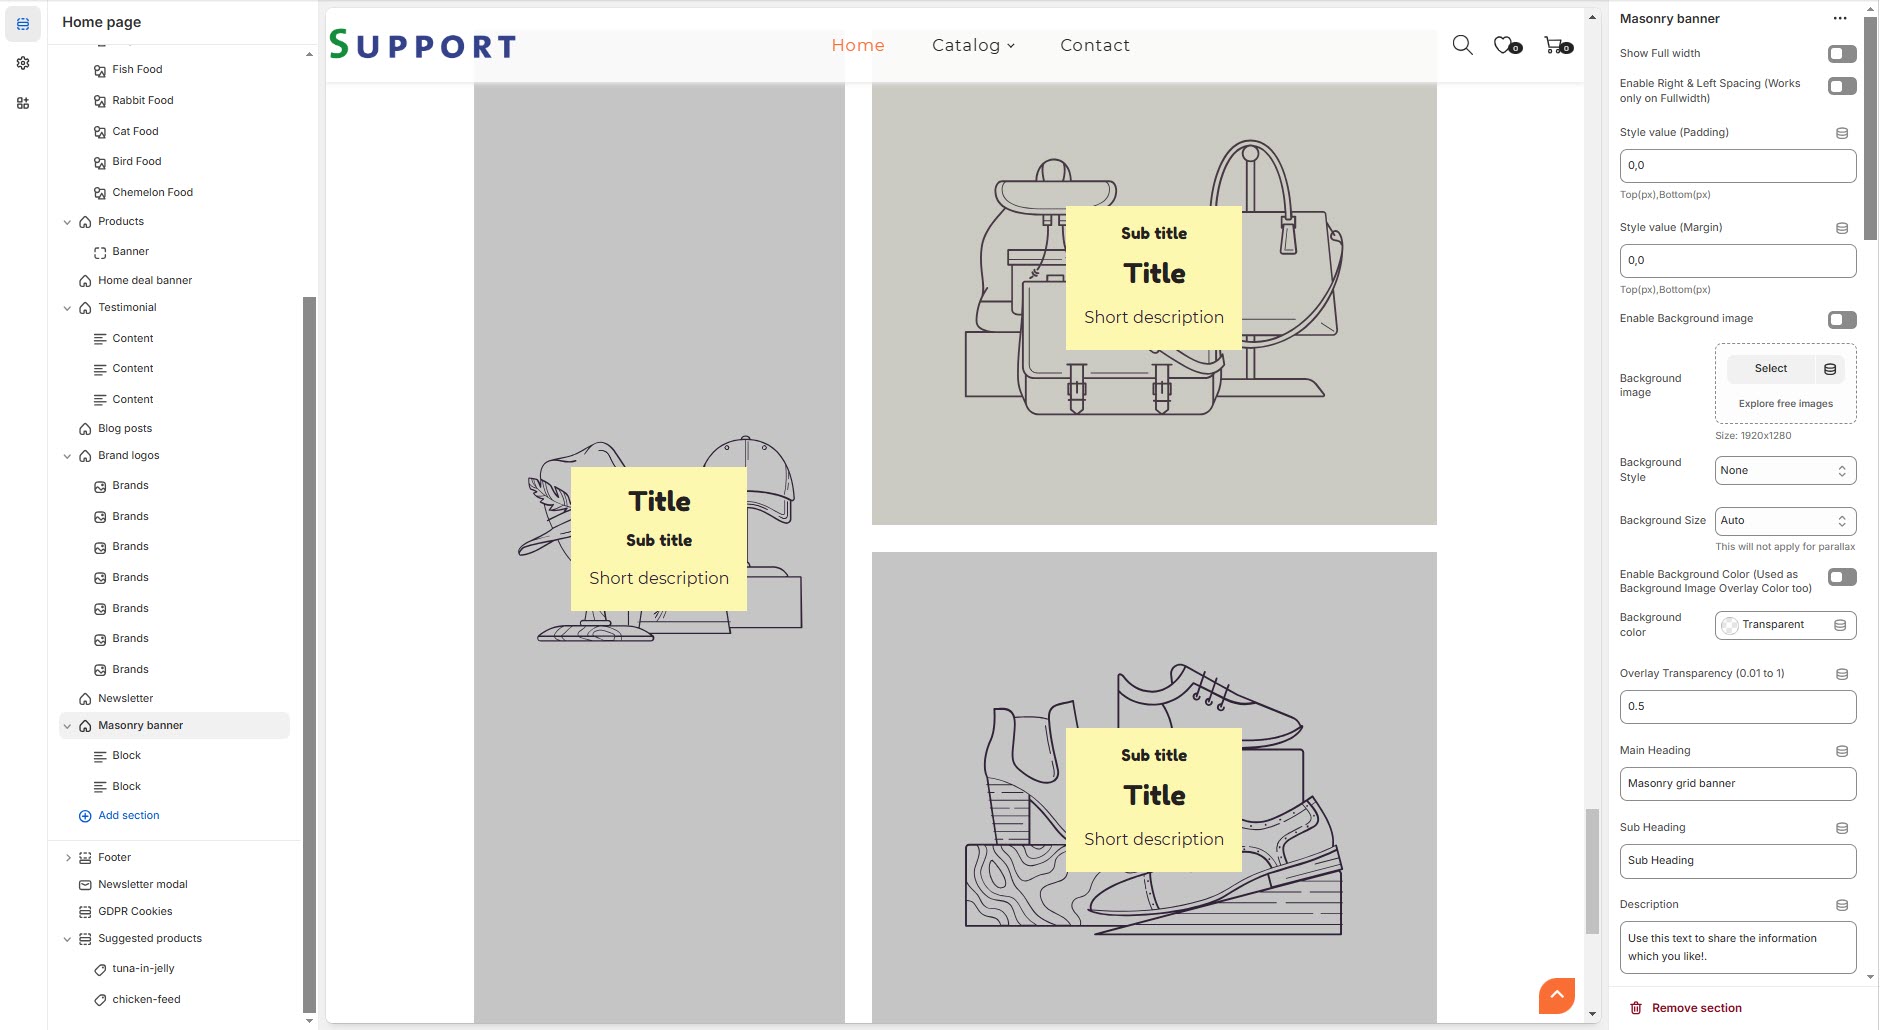 Home page
Fish Food
Rabbit Food
Cat Food
Bird Food
Chemelon Food
Products
Banner
Home deal banner
Testimonial
Content
Content
Content
Blog posts
Brand logos
Brands
Brands
Brands
Brands
Brands
Brands
Brands
Newsletter
Masonry banner
Block
Block
Add section
Footer
Newsletter modal
GDPR Cookies
Suggested products
tuna-in-jelly
chicken-feed
SUPPORT
Home
Catalog
Contact
0
0
Title
Sub title
Short description
Sub title
Title
Short description
Sub title
Title
Short description
Masonry banner
Show Full width
Enable Right & Left Spacing (Works
only on Fullwidth)
Style value (Padding)
0,0
Top(px),Bottom(px)
Style value (Margin)
0,0
Top(px),Bottom(px)
Enable Background image
Background
image
Select
Explore free images
Size: 1920x1280
Background
Style
None
Background Size
Auto
This will not apply for parallax
Enable Background Color (Used as
Background Image Overlay Color too)
Background
color
Transparent
Overlay Transparency (0.01 to 1)
0.5
Main Heading
Masonry grid banner
Sub Heading
Sub Heading
Description
Use this text to share the information
which you like!.
Remove section